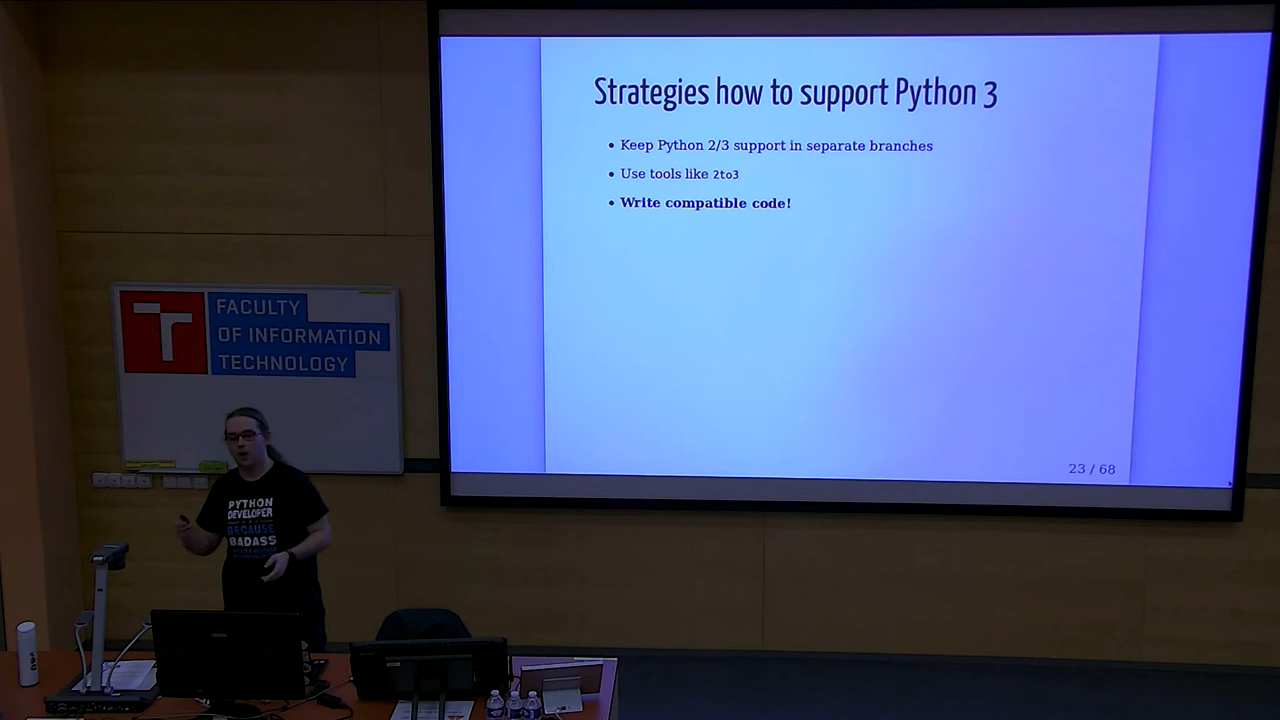 Strategies how to support Python 3
• Keep Python 2/3 support in separate branches
• Use tools like 2to3
• Write compatible code!
23 / 68
FACULTY
OF INFORMATION
TECHNOLOGY
PYTHON
DEVELOPER
BECAUSE
BADASS